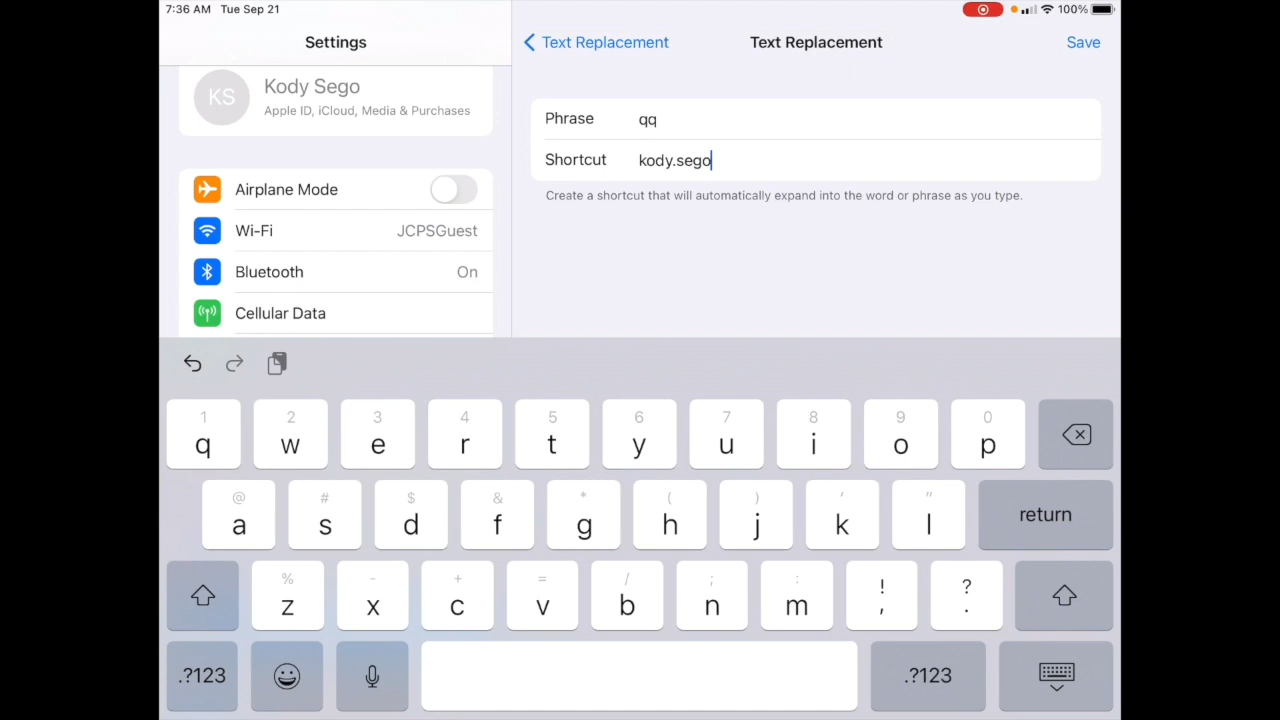 7:36 AM Tue Sep 21
100%
Settings
Text Replacement
Text Replacement
Save
KS
Kody Sego
Apple ID, iCloud, Media & Purchases
Phrase qq
Shortcut kody.sego
Create a shortcut that will automatically expand into the word or phrase as you type.
Airplane Mode
Wi-Fi JCPSGuest
Bluetooth On
Cellular Data
1 2 3 4 5 6 7 8 9 0
q w e r t y u i o p
@ # $ & * ( ) ' "
a s d f g h j k l return
% - + = / ; : ! ?
z x c v b n m , .
.?123 .?123